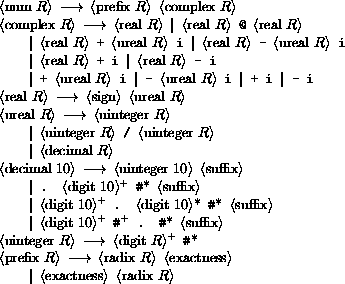 ⟨num R⟩ ⟶ ⟨prefix R⟩ ⟨complex R⟩
⟨complex R⟩ ⟶ ⟨real R⟩ | ⟨real R⟩ @ ⟨real R⟩
| ⟨real R⟩ + ⟨ureal R⟩ i | ⟨real R⟩ - ⟨ureal R⟩ i
| ⟨real R⟩ + i | ⟨real R⟩ - i
| + ⟨ureal R⟩ i | - ⟨ureal R⟩ i | + i | - i
⟨real R⟩ ⟶ ⟨sign⟩ ⟨ureal R⟩
⟨ureal R⟩ ⟶ ⟨uinteger R⟩
| ⟨uinteger R⟩ / ⟨uinteger R⟩
| ⟨decimal R⟩
⟨decimal 10⟩ ⟶ ⟨uinteger 10⟩ ⟨suffix⟩
| . ⟨digit 10⟩⁺ #* ⟨suffix⟩
| ⟨digit 10⟩⁺ . ⟨digit 10⟩* #* ⟨suffix⟩
| ⟨digit 10⟩⁺ #⁺ . #* ⟨suffix⟩
⟨uinteger R⟩ ⟶ ⟨digit R⟩⁺ #*
⟨prefix R⟩ ⟶ ⟨radix R⟩ ⟨exactness⟩
| ⟨exactness⟩ ⟨radix R⟩